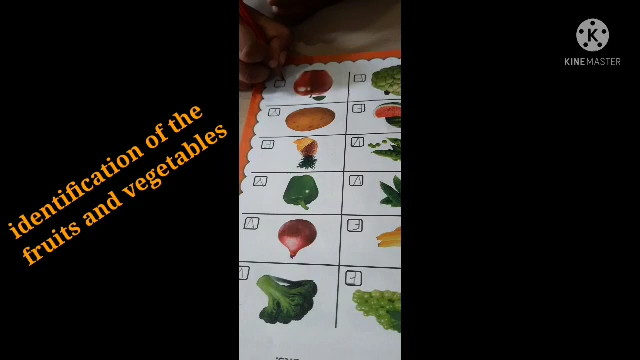 identification of the
fruits and vegetables
K
KINEMASTER
F
F
V
F
F
V
V
V
F
V
F